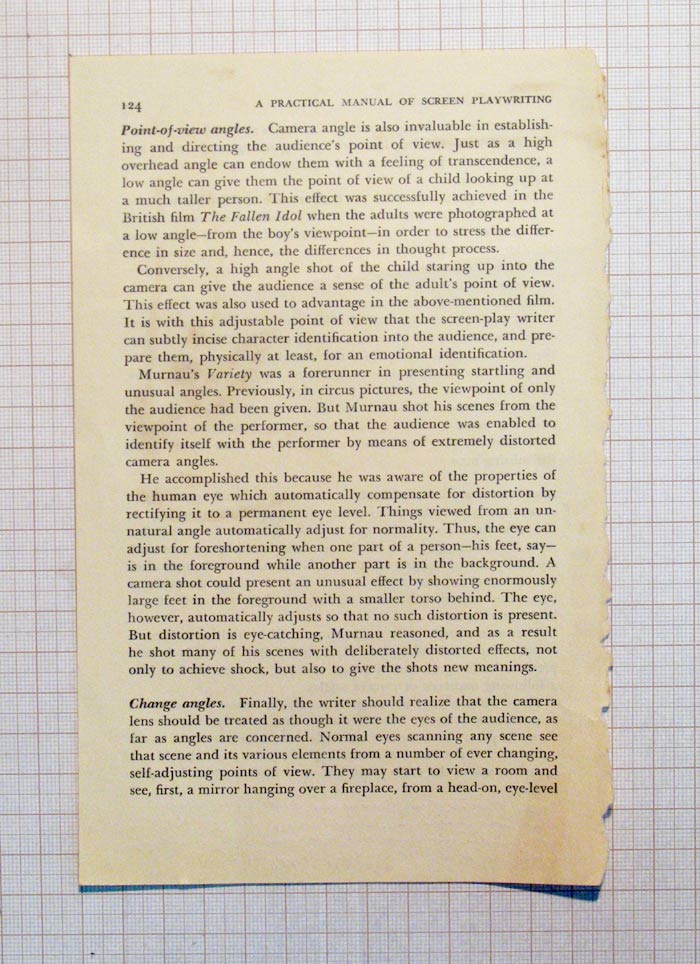 124 A PRACTICAL MANUAL OF SCREEN PLAYWRITING
Point-of-view angles. Camera angle is also invaluable in establish-
ing and directing the audience's point of view. Just as a high
overhead angle can endow them with a feeling of transcendence, a
low angle can give them the point of view of a child looking up at
a much taller person. This effect was successfully achieved in the
British film The Fallen Idol when the adults were photographed at
a low angle—from the boy's viewpoint—in order to stress the differ-
ence in size and, hence, the differences in thought process.
Conversely, a high angle shot of the child staring up into the
camera can give the audience a sense of the adult's point of view.
This effect was also used to advantage in the above-mentioned film.
It is with this adjustable point of view that the screen-play writer
can subtly incise character identification into the audience, and pre-
pare them, physically at least, for an emotional identification.
Murnau's Variety was a forerunner in presenting startling and
unusual angles. Previously, in circus pictures, the viewpoint of only
the audience had been given. But Murnau shot his scenes from the
viewpoint of the performer, so that the audience was enabled to
identify itself with the performer by means of extremely distorted
camera angles.
He accomplished this because he was aware of the properties of
the human eye which automatically compensate for distortion by
rectifying it to a permanent eye level. Things viewed from an un-
natural angle automatically adjust for normality. Thus, the eye can
adjust for foreshortening when one part of a person—his feet, say—
is in the foreground while another part is in the background. A
camera shot could present an unusual effect by showing enormously
large feet in the foreground with a smaller torso behind. The eye,
however, automatically adjusts so that no such distortion is present.
But distortion is eye-catching, Murnau reasoned, and as a result
he shot many of his scenes with deliberately distorted effects, not
only to achieve shock, but also to give the shots new meanings.
Change angles. Finally, the writer should realize that the camera
lens should be treated as though it were the eyes of the audience, as
far as angles are concerned. Normal eyes scanning any scene see
that scene and its various elements from a number of ever changing,
self-adjusting points of view. They may start to view a room and
see, first, a mirror hanging over a fireplace, from a head-on, eye-level